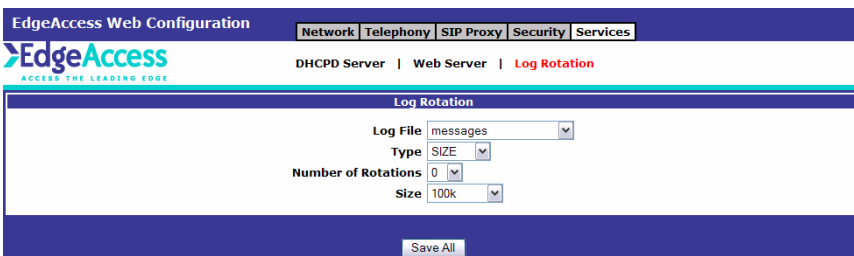 EdgeAccess Web Configuration
Network Telephony SIP Proxy Security Services
EdgeAccess
ACCESS THE LEADING EDGE
DHCPD Server | Web Server | Log Rotation
Log Rotation
Log File messages
Type SIZE
Number of Rotations 0
Size 100k
Save All